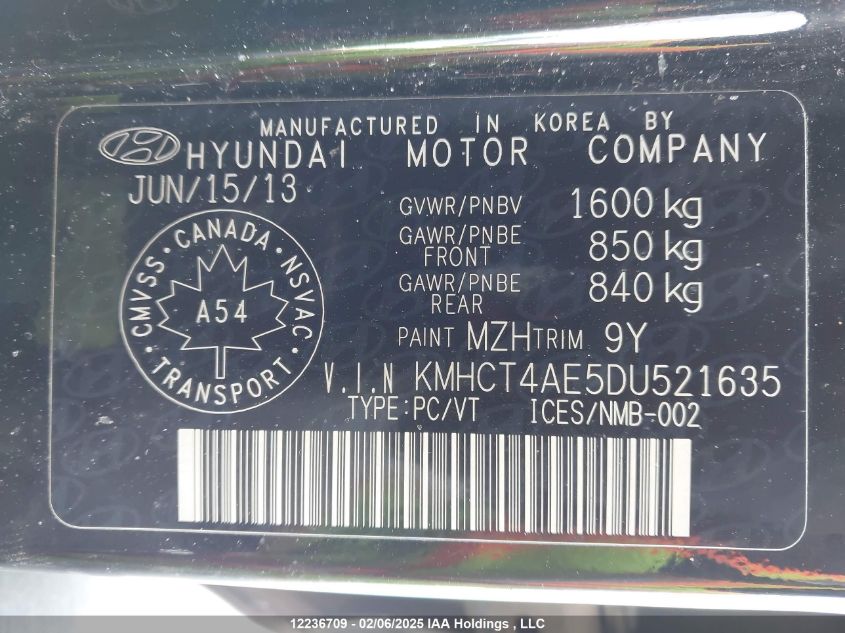 MANUFACTURED IN KOREA BY
HYUNDAI MOTOR COMPANY
JUN/15/13
GVWR/PNBV 1600 kg
GAWR/PNBE FRONT 850 kg
GAWR/PNBE REAR 840 kg
CMVSS • CANADA • NSVAC • TRANSPORT •
A54
PAINT MZH TRIM 9Y
V.I.N KMHCT4AE5DU521635
TYPE:PC/VT ICES/NMB-002
12236709 - 02/06/2025 IAA Holdings , LLC